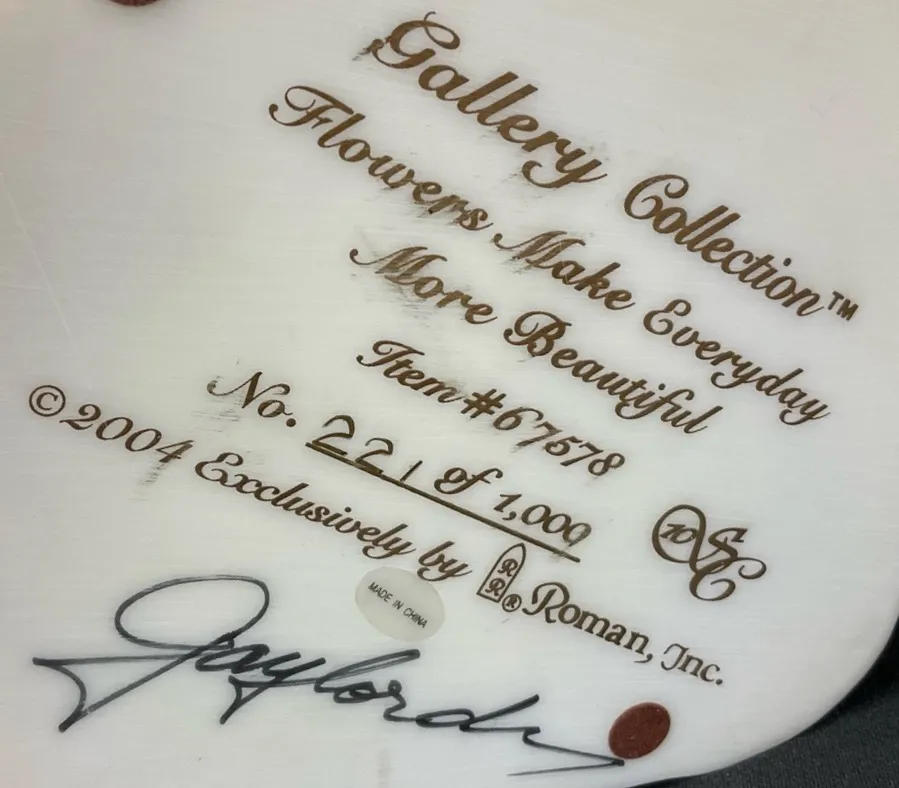 Gallery Collection™
Flowers Make Everyday
More Beautiful
Item #67578
No. 221 of 1,000
© 2004 Exclusively by RR® Roman, Inc.
MADE IN CHINA
Gaylord